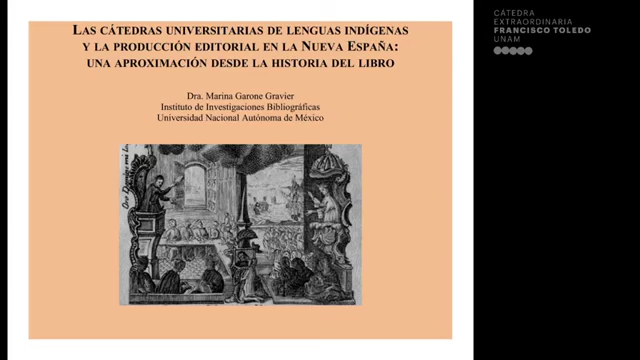 LAS CÁTEDRAS UNIVERSITARIAS DE LENGUAS INDÍGENAS
Y LA PRODUCCIÓN EDITORIAL EN LA NUEVA ESPAÑA:
UNA APROXIMACIÓN DESDE LA HISTORIA DEL LIBRO
Dra. Marina Garone Gravier
Instituto de Investigaciones Bibliográficas
Universidad Nacional Autónoma de México
CÁTEDRA
EXTRAORDINARIA
FRANCISCO TOLEDO
UNAM